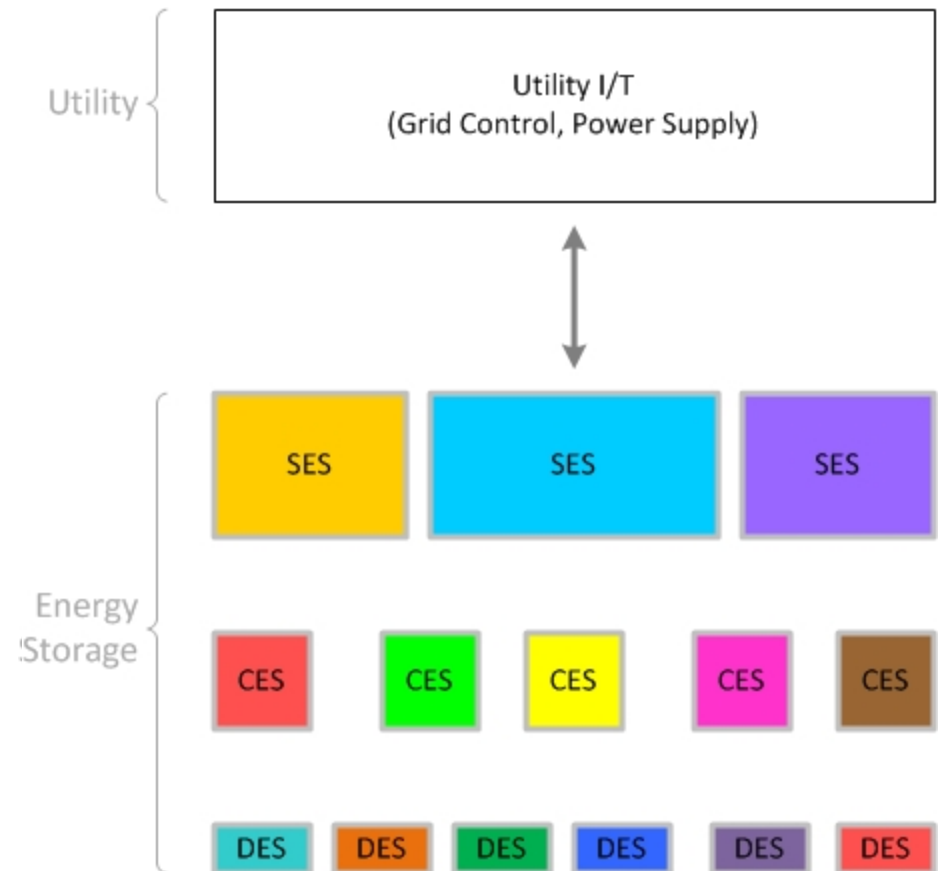 Utility
Utility I/T
(Grid Control, Power Supply)
SES SES SES
Energy
Storage
CES CES CES CES CES
DES DES DES DES DES DES